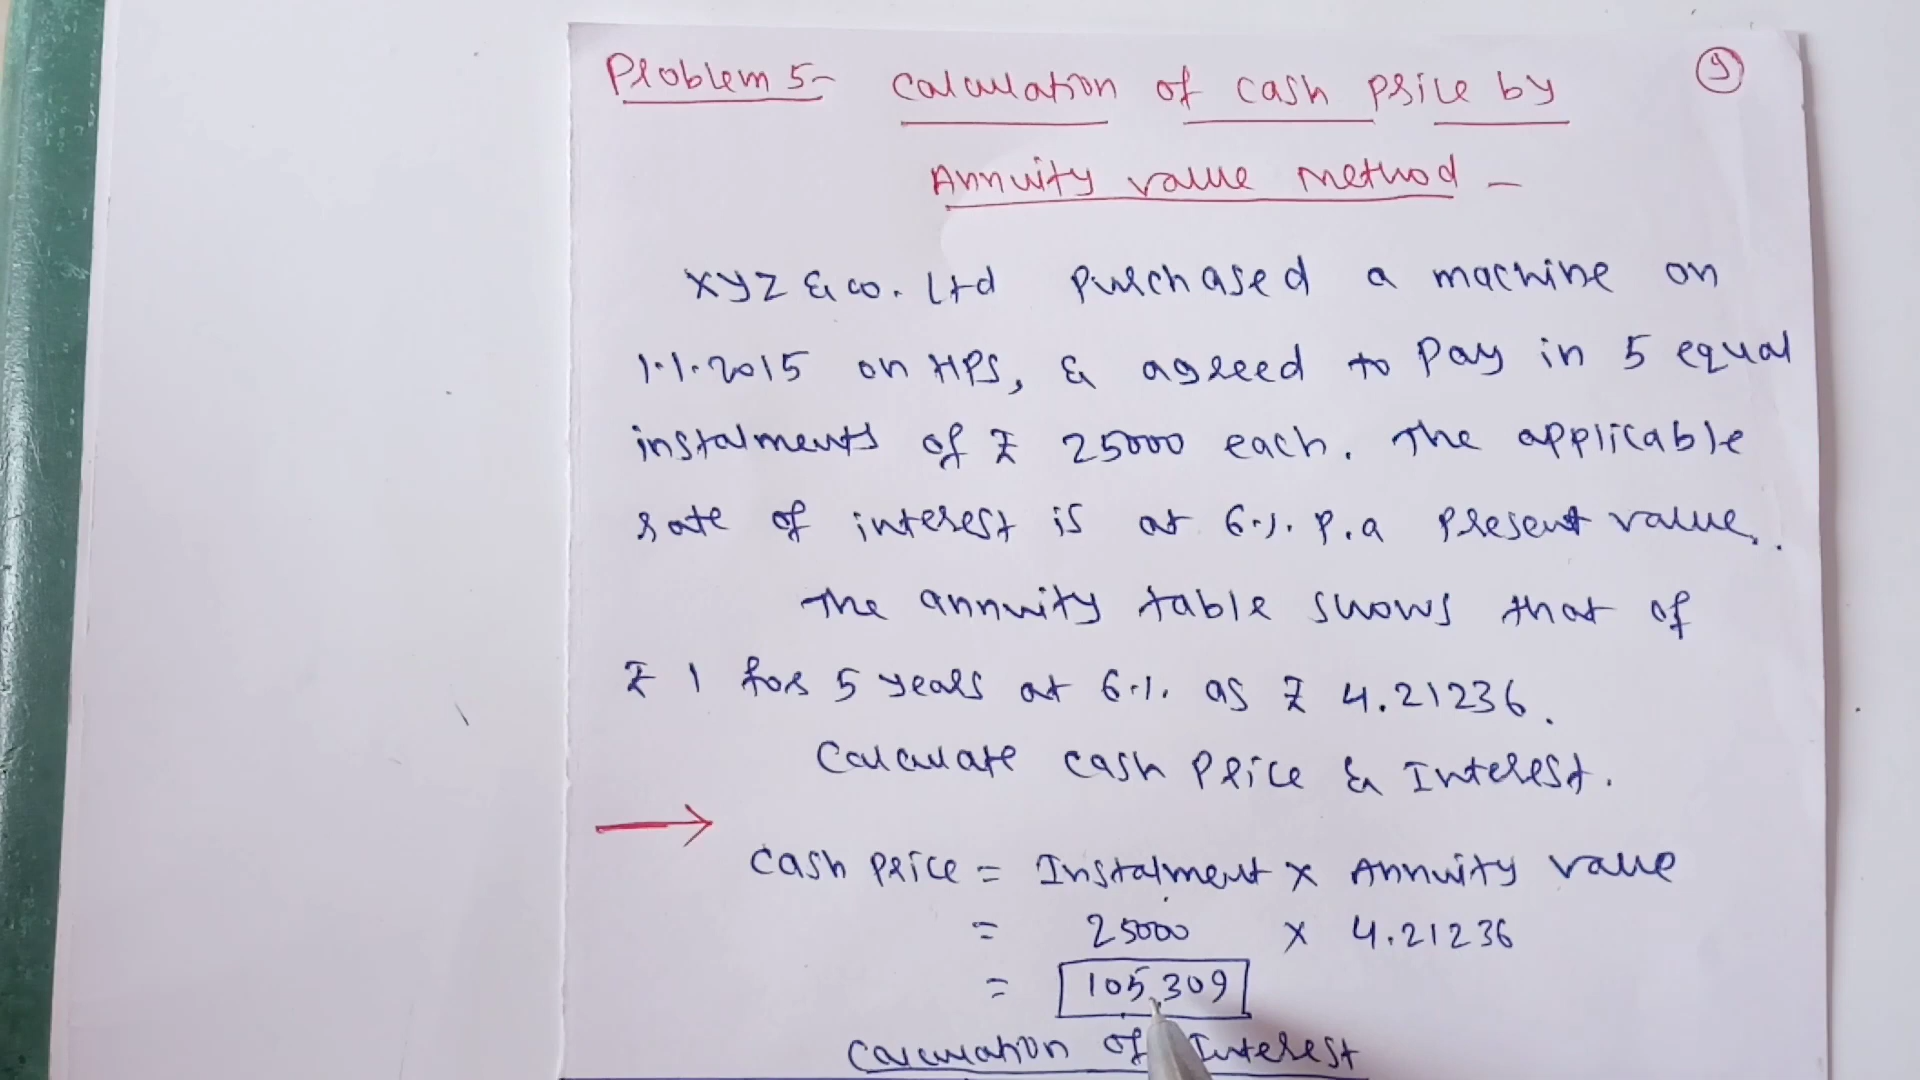 Problem 5- Calculation of cash price by
9
Annuity value Method -
XYZ & co. Ltd purchased a machine on
1.1.2015 on HPS, & agreed to Pay in 5 equal
instalments of ₹ 25000 each. The applicable
rate of interest is at 6%. P.a Present value.
The annuity table shows that of
₹ 1 for 5 years at 6%. as ₹ 4.21236.
Calculate cash Price & Interest.
Cash Price = Instalment x Annuity value
= 25000 x 4.21236
= 105,309
Calculation of Interest